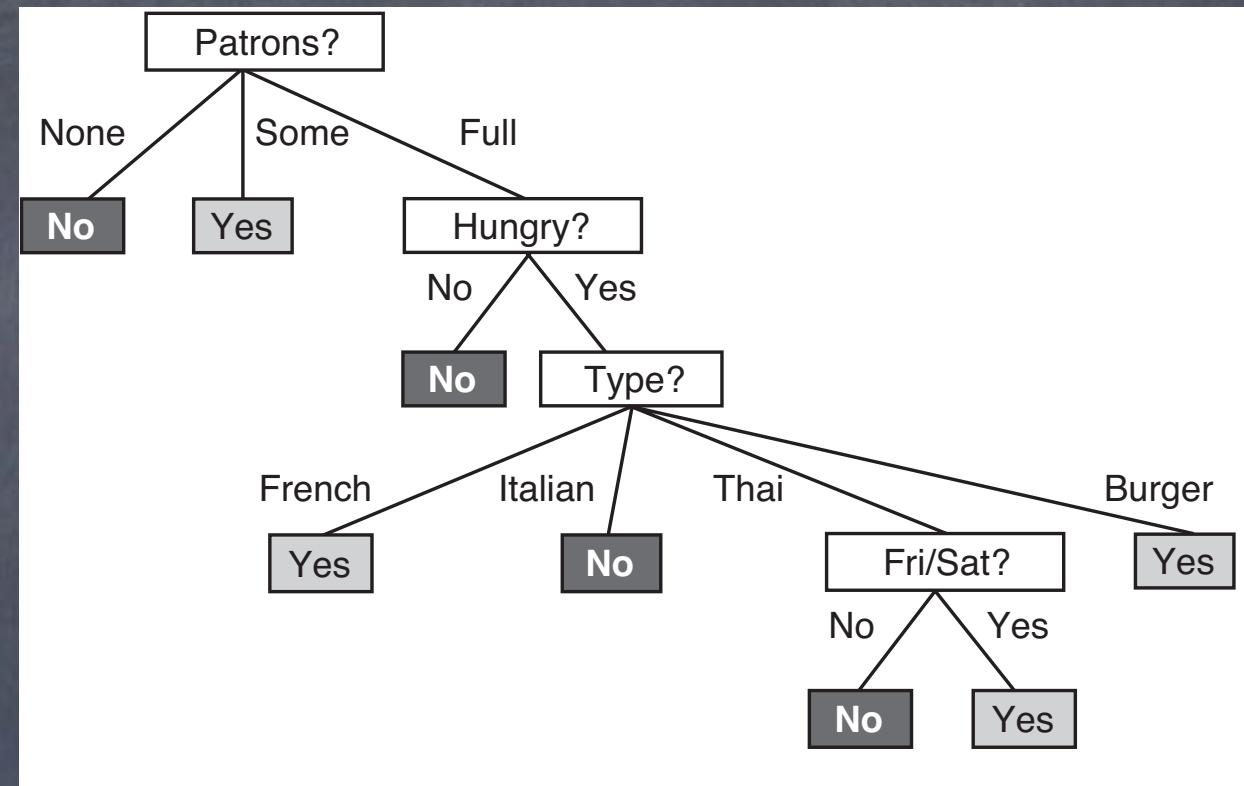 Patrons?
None Some Full
No Yes Hungry?
No Yes
No Type?
French Italian Thai Burger
Yes No Fri/Sat? Yes
No Yes
No Yes